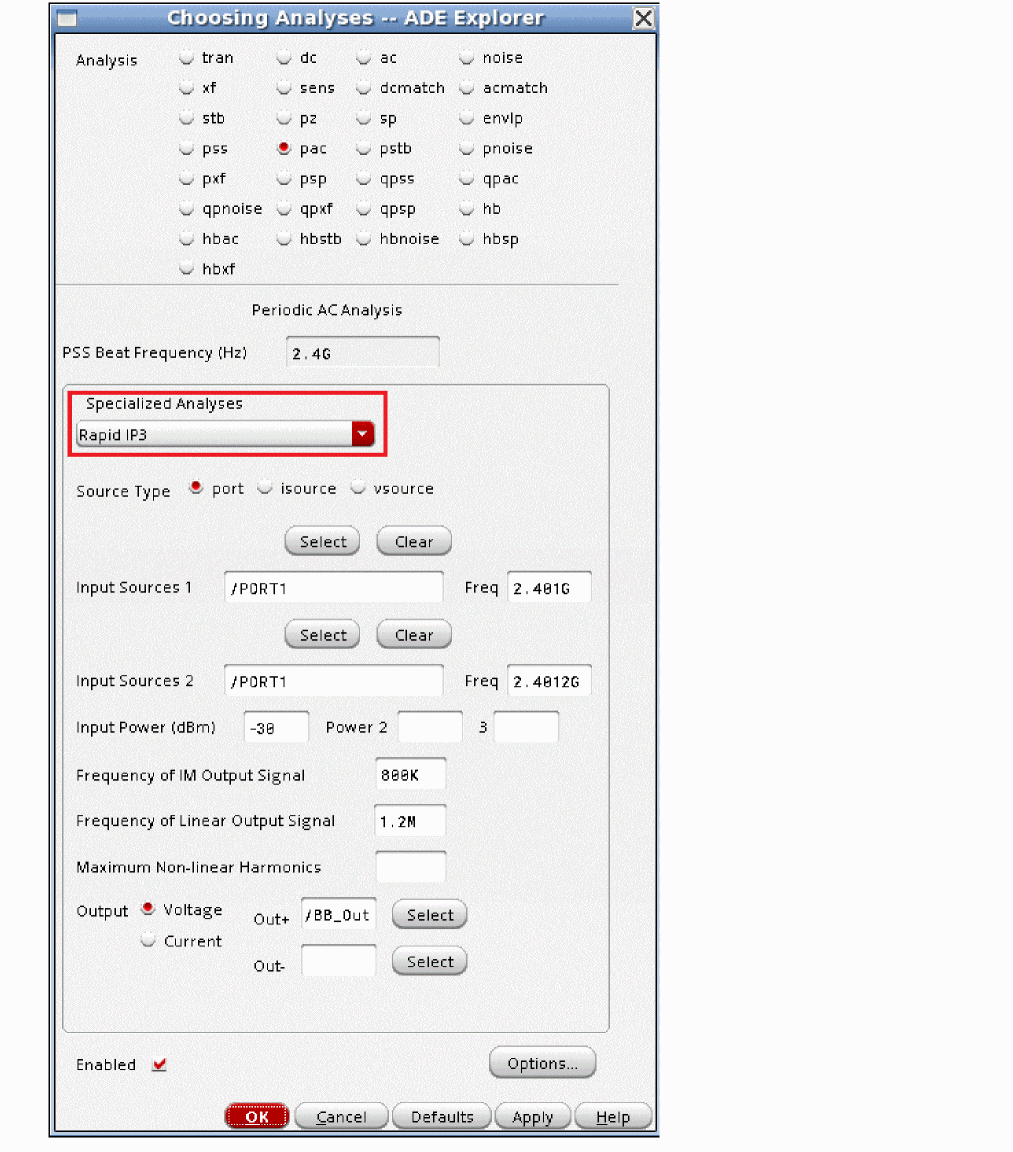 Choosing Analyses -- ADE Explorer
Analysis tran dc ac noise
xf sens dcmatch acmatch
stb pz sp envlp
pss pac pstb pnoise
pxf psp qpss qpac
qpnoise qpxf qpsp hb
hbac hbstb hbnoise hbsp
hbxf
Periodic AC Analysis
PSS Beat Frequency (Hz) 2.4G
Specialized Analyses
Rapid IP3
Source Type port isource vsource
Select Clear
Input Sources 1 /PORT1 Freq 2.401G
Select Clear
Input Sources 2 /PORT1 Freq 2.4012G
Input Power (dBm) -30 Power 2 3
Frequency of IM Output Signal 800K
Frequency of Linear Output Signal 1.2M
Maximum Non-linear Harmonics
Output Voltage Out+ /BB_Out Select
Current
Out- Select
Enabled Options...
OK Cancel Defaults Apply Help